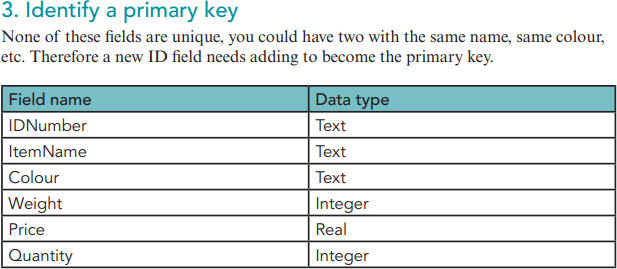 3. Identify a primary key
None of these fields are unique, you could have two with the same name, same colour,
etc. Therefore a new ID field needs adding to become the primary key.
Field name Data type
IDNumber Text
ItemName Text
Colour Text
Weight Integer
Price Real
Quantity Integer